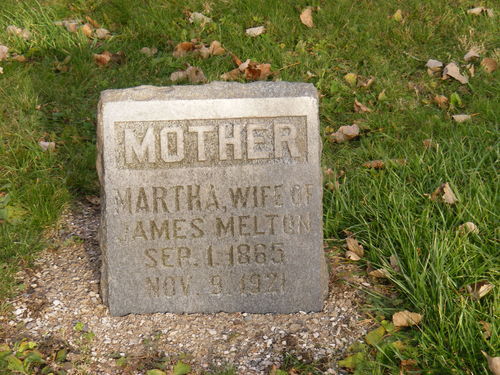 MOTHER
MARTHA, WIFE OF
JAMES MELTON
SEP. 1. 1865
NOV. 9. 1921